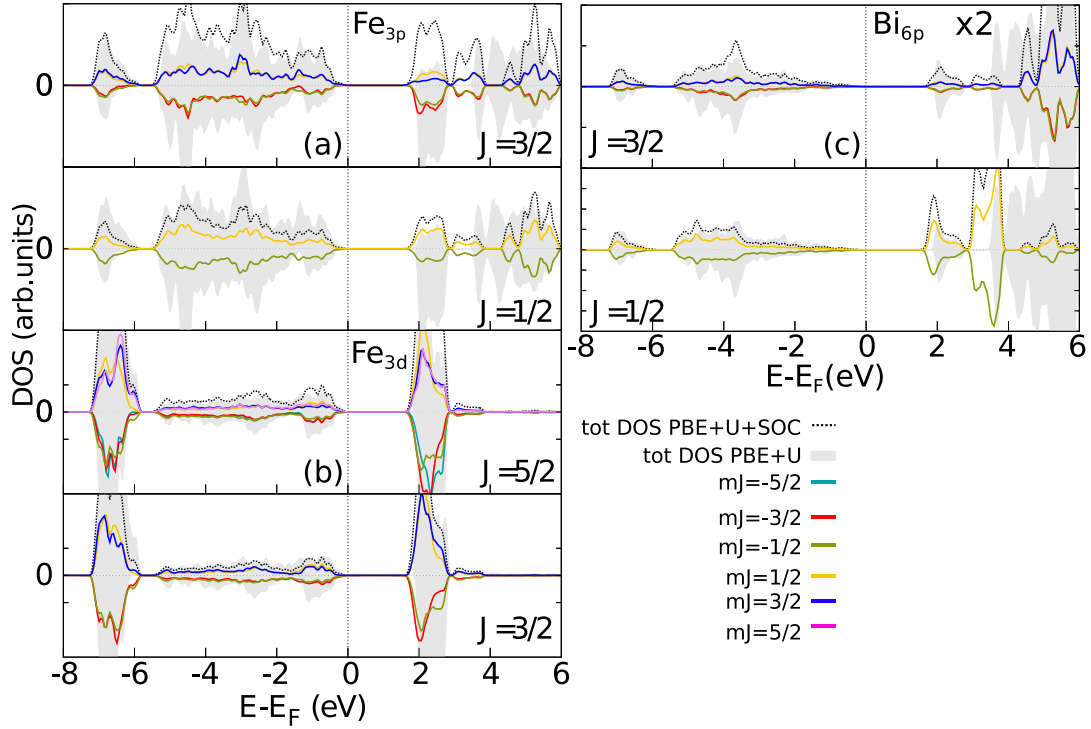 Fe3p
0
(a)
J =3/2
0
J =1/2
Fe3d
0
(b)
J =5/2
0
J =3/2
-8 -6 -4 -2 0 2 4 6
E-EF (eV)
DOS (arb.units)
Bi6p x2
0
J =3/2
(c)
0
J =1/2
-8 -6 -4 -2 0 2 4 6
E-EF(eV)
tot DOS PBE+U+SOC
tot DOS PBE+U
mJ=-5/2
mJ=-3/2
mJ=-1/2
mJ=1/2
mJ=3/2
mJ=5/2